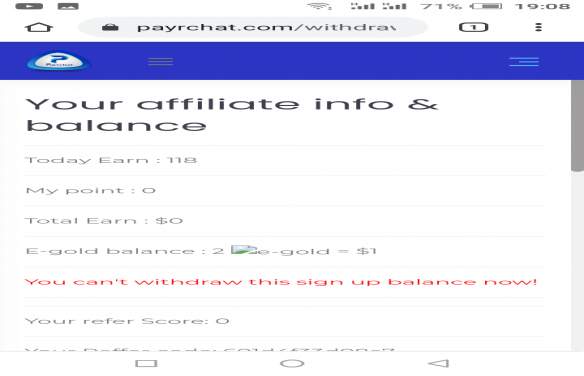 71% 19:08
payrchat.com/withdraw
1
Payrchat
Your affiliate info &
balance
Today Earn : 118
My point : 0
Total Earn : $0
E-gold balance : 2 e-gold = $1
You can't withdraw this sign up balance now!
Your refer Score: 0